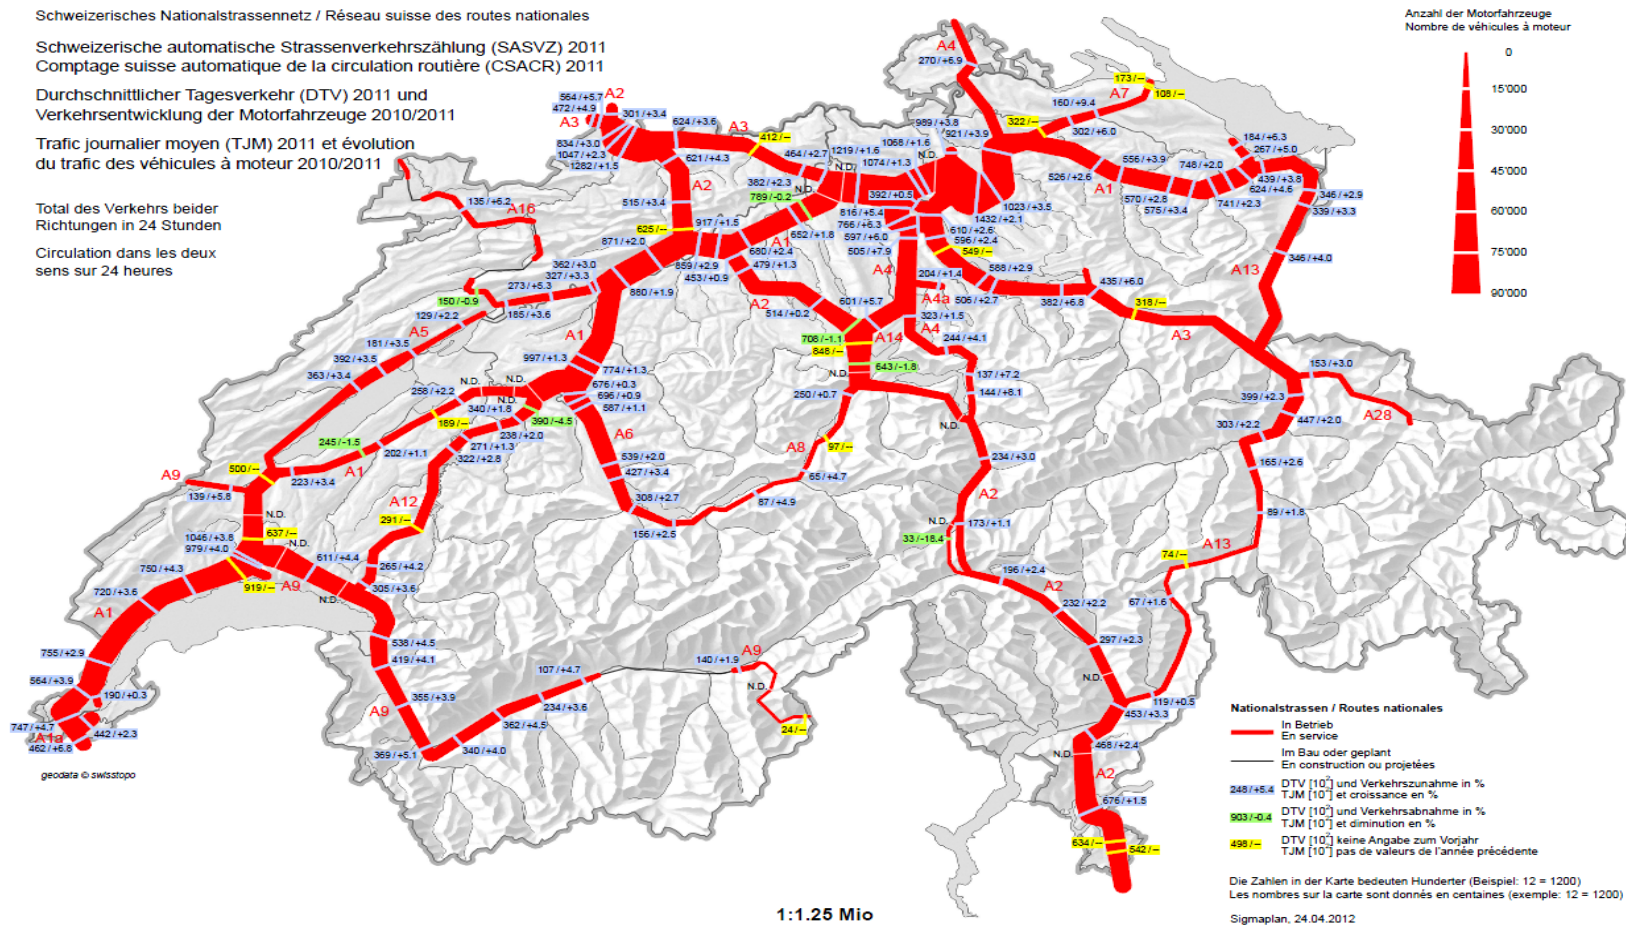 Schweizerisches Nationalstrassennetz / Réseau suisse des routes nationales
Schweizerische automatische Strassenverkehrszählung (SASVZ) 2011
Comptage suisse automatique de la circulation routière (CSACR) 2011
Durchschnittlicher Tagesverkehr (DTV) 2011 und
Verkehrsentwicklung der Motorfahrzeuge 2010/2011
Trafic journalier moyen (TJM) 2011 et évolution
du trafic des véhicules à moteur 2010/2011
Total des Verkehrs beider
Richtungen in 24 Stunden
Circulation dans les deux
sens sur 24 heures
Anzahl der Motorfahrzeuge
Nombre de véhicules à moteur
0
15'000
30'000
45'000
60'000
75'000
90'000
A4
270 / +6.9
173 / --
108 / --
A7
160 / +9.4
322 / --
302 / +6.0
564 / +5.7
A2
472 / +4.9
301 / +3.4
A3
624 / +3.6
A3
412 / --
834 / +3.0
1047 / +2.3
1282 / +1.5
621 / +4.3
464 / +2.7
1219 / +1.6
1068 / +1.6
1074 / +1.3
989 / +3.8
921 / +3.9
N.D.
184 / +6.3
267 / +5.0
556 / +3.9
748 / +2.0
439 / +3.8
624 / +4.6
526 / +2.6
A1
570 / +2.8
575 / +3.4
741 / +2.3
346 / +2.9
339 / +3.3
A2
382 / +2.3
N.D.
N.D.
789 / -0.2
392 / +0.5
135 / +6.2
A16
515 / +3.4
816 / +5.4
766 / +6.3
597 / +6.0
505 / +7.9
1023 / +3.5
1432 / +2.1
610 / +2.6
596 / +2.4
549 / --
625 / --
917 / +1.5
652 / +1.8
A1
871 / +2.0
680 / +2.4
479 / +1.3
859 / +2.9
453 / +0.9
362 / +3.0
327 / +3.3
273 / +5.3
880 / +1.9
A4
204 / +1.4
588 / +2.9
435 / +6.0
346 / +4.0
A13
150 / -0.9
129 / +2.2
185 / +3.6
A2
514 / +0.2
601 / +5.7
A4a
506 / +2.7
382 / +6.8
318 / --
323 / +1.5
A4
A5
181 / +3.5
392 / +3.5
363 / +3.4
A1
708 / -1.1
A14
848 / --
244 / +4.1
A3
997 / +1.3
774 / +1.3
643 / -1.8
N.D.
137 / +7.2
144 / +8.1
153 / +3.0
258 / +2.2
N.D.
N.D.
676 / +0.3
696 / +0.9
587 / +1.1
250 / +0.7
399 / +2.3
A28
340 / +1.8
189 / --
390 / -4.5
238 / +2.0
271 / +1.3
322 / +2.8
A6
N.D.
303 / +2.2
447 / +2.0
245 / -1.5
202 / +1.1
A1
A8
97 / --
539 / +2.0
427 / +3.4
65 / +4.7
234 / +3.0
165 / +2.6
A9
500 / --
223 / +3.4
139 / +5.8
A12
308 / +2.7
87 / +4.9
A2
N.D.
291 / --
156 / +2.5
N.D.
173 / +1.1
89 / +1.8
1046 / +3.8
979 / +4.0
637 / --
N.D.
611 / +4.4
33 / -18.4
A13
74 / --
750 / +4.3
265 / +4.2
196 / +2.4
A2
720 / +3.6
919 / --
A9
N.D.
305 / +3.6
232 / +2.2
67 / +1.6
A1
538 / +4.5
419 / +4.1
297 / +2.3
755 / +2.9
107 / +4.7
140 / +1.9
A9
564 / +3.9
190 / +0.3
355 / +3.9
234 / +3.6
N.D.
N.D.
119 / +0.5
A9
362 / +4.5
453 / +3.3
747 / +4.7
A1a
442 / +2.3
462 / +6.8
24 / --
369 / +5.1
340 / +4.0
468 / +2.4
N.D.
A2
676 / +1.5
634 / --
542 / --
geodata © swisstopo
Nationalstrassen / Routes nationales
In Betrieb
En service
Im Bau oder geplant
En construction ou projetées
248 / +5.4
DTV [10²] und Verkehrszunahme in %
TJM [10²] et croissance en %
903 / -0.4
DTV [10²] und Verkehrsabnahme in %
TJM [10²] et diminution en %
498 / --
DTV [10²] keine Angabe zum Vorjahr
TJM [10²] pas de valeurs de l'année précédente
Die Zahlen in der Karte bedeuten Hunderter (Beispiel: 12 = 1200)
Les nombres sur la carte sont donnés en centaines (exemple: 12 = 1200)
Sigmaplan, 24.04.2012
1:1.25 Mio